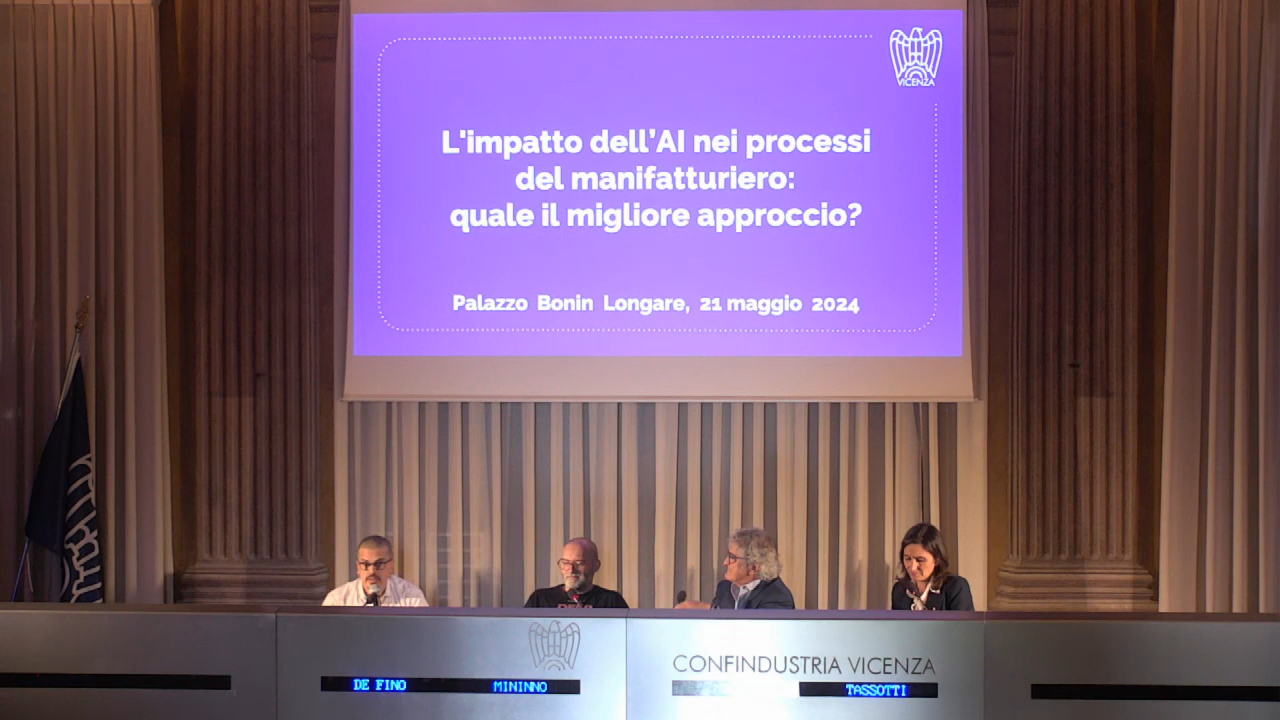 VICENZA
L'impatto dell’AI nei processi
del manifatturiero:
quale il migliore approccio?
Palazzo Bonin Longare, 21 maggio 2024
CONFINDUSTRIA VICENZA
DE FINO
MININNO
TASSOTTI